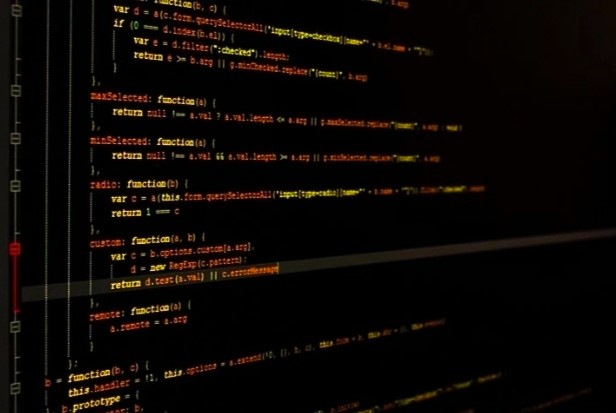 function(b, c) {
var d = a(c.form.querySelectorAll('input[type=checkbox][name="' + b.el.name + '"]');
if (0 === d.index(b.el)) {
var e = d.filter(":checked").length;
return e >= b.arg || g.minChecked.replace("{count}", b.arg)
}
},
maxSelected: function(a) {
return null !== a.val ? a.val.length <= a.arg || g.maxSelected.replace("{count}", a.arg) : void
},
minSelected: function(a) {
return null !== a.val && a.val.length >= a.arg || g.minSelected.replace("{count}", a.arg)
},
radio: function(b) {
var c = a(this.form.querySelectorAll('input[type=radio][name="' + b.name + '"]')).filter(":checked").length;
return 1 === c
},
custom: function(a, b) {
var c = b.options.custom[a.arg],
d = new RegExp(c.pattern);
return d.test(a.val) || c.errorMessage
},
remote: function(a) {
a.remote = a.arg
}
};
b = function(b, c) {
this.handler = !1, this.options = a.extend(!0, {}, h, c), this.form = b,
b.prototype = {